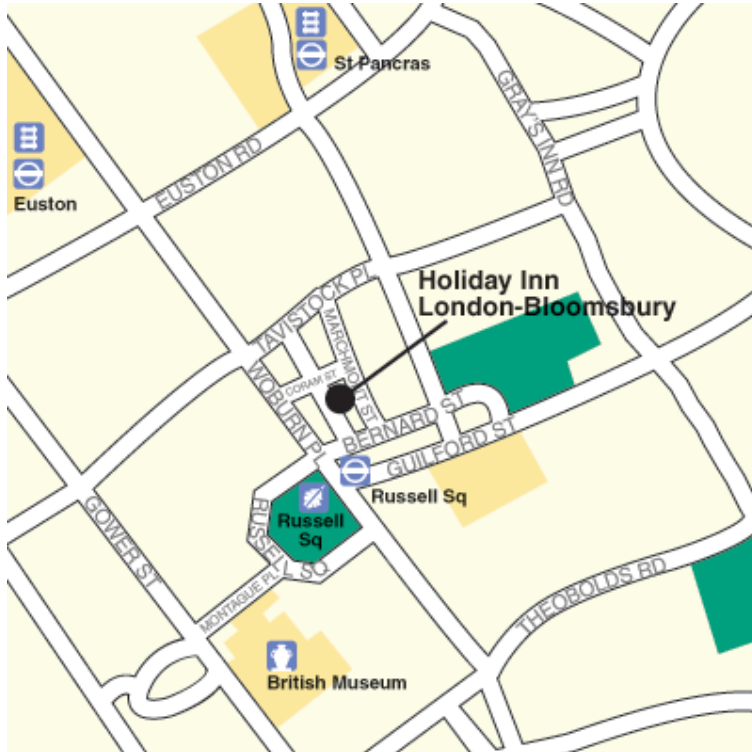 St Pancras
GRAY'S INN RD
EUSTON RD
Euston
Holiday Inn
London-Bloomsbury
TAVISTOCK PL
MARCHMONT ST
CORAM ST
WOBURN PL
BERNARD ST
GUILFORD ST
Russell Sq
Russell
Sq
RUSSELL SQ
GOWER ST
MONTAGUE PL
THEOBOLDS RD
British Museum